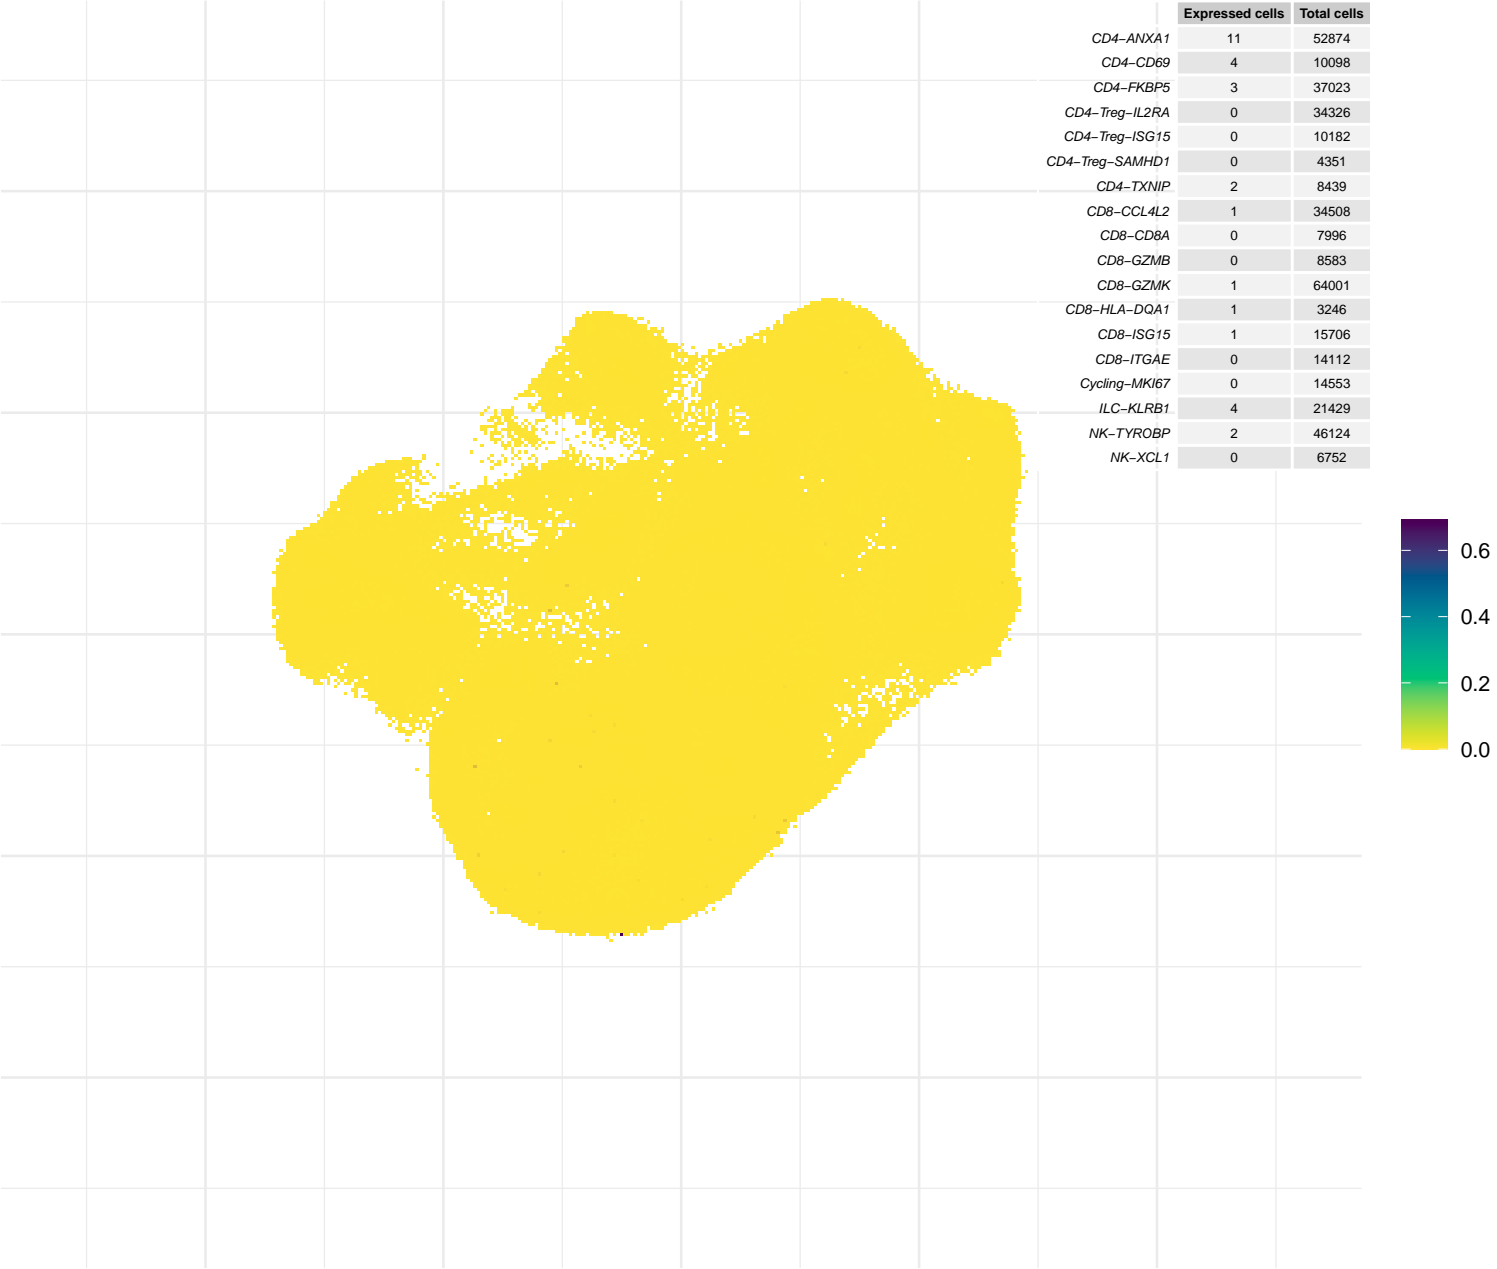 Expressed cells Total cells
CD4−ANXA1 11 52874
CD4−CD69 4 10098
CD4−FKBP5 3 37023
CD4−Treg−IL2RA 0 34326
CD4−Treg−ISG15 0 10182
CD4−Treg−SAMHD1 0 4351
CD4−TXNIP 2 8439
CD8−CCL4L2 1 34508
CD8−CD8A 0 7996
CD8−GZMB 0 8583
CD8−GZMK 1 64001
CD8−HLA−DQA1 1 3246
CD8−ISG15 1 15706
CD8−ITGAE 0 14112
Cycling−MKI67 0 14553
ILC−KLRB1 4 21429
NK−TYROBP 2 46124
NK−XCL1 0 6752
0.6
0.4
0.2
0.0